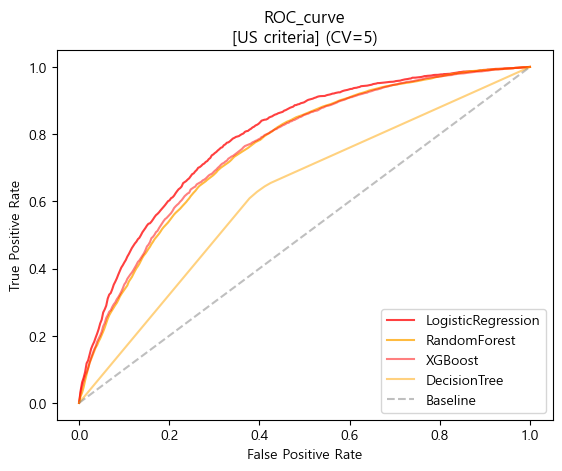 ROC_curve
[US criteria] (CV=5)
True Positive Rate
1.0
0.8
0.6
0.4
0.2
0.0
LogisticRegression
RandomForest
XGBoost
DecisionTree
Baseline
0.0
0.2
0.4
0.6
0.8
1.0
False Positive Rate